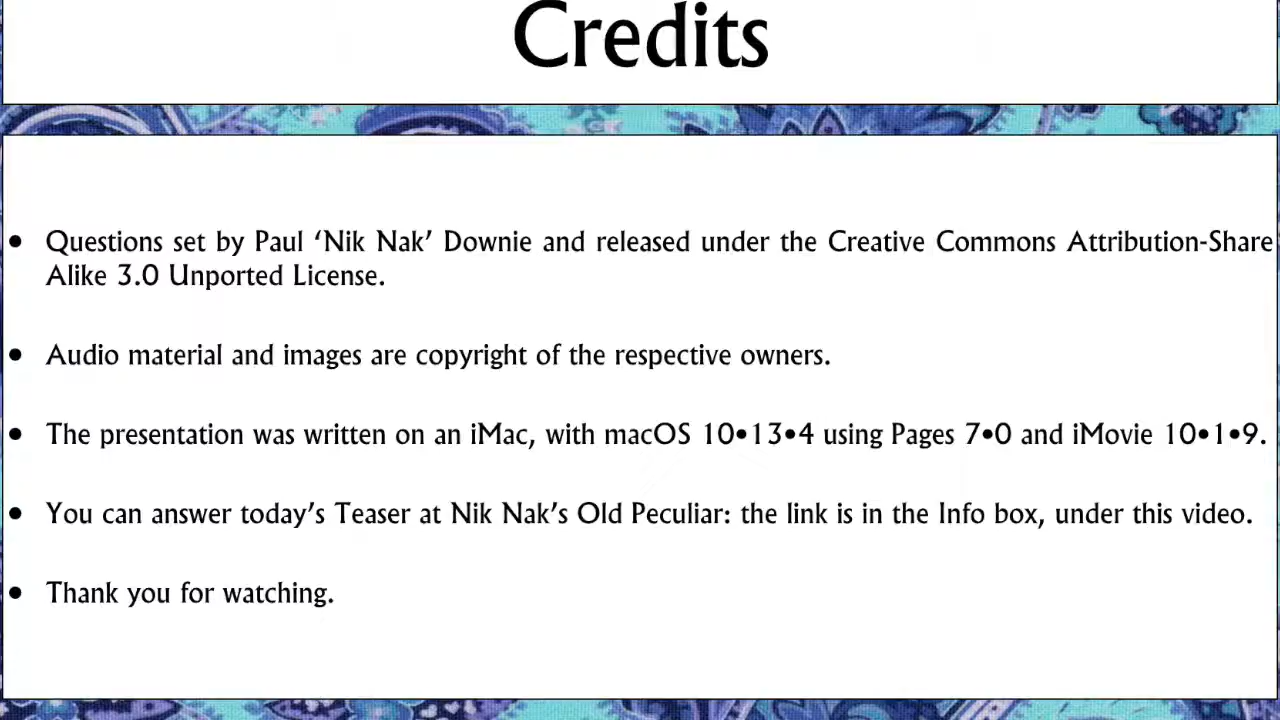 Credits
• Questions set by Paul ‘Nik Nak’ Downie and released under the Creative Commons Attribution-Share
Alike 3.0 Unported License.
• Audio material and images are copyright of the respective owners.
• The presentation was written on an iMac, with macOS 10•13•4 using Pages 7•0 and iMovie 10•1•9.
• You can answer today’s Teaser at Nik Nak’s Old Peculiar: the link is in the Info box, under this video.
• Thank you for watching.